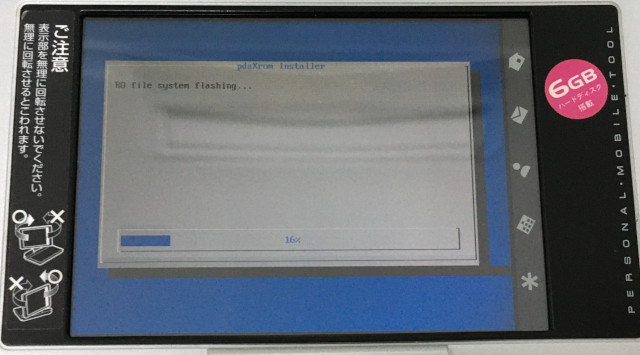 ご注意
表示部を無理に回転させないでください。
無理に回転させるとこわれます。
pdaXrom installer
RO file system flashing...
16%
6GB
ハードディスク
搭載
PERSONAL・MOBILE・TOOL